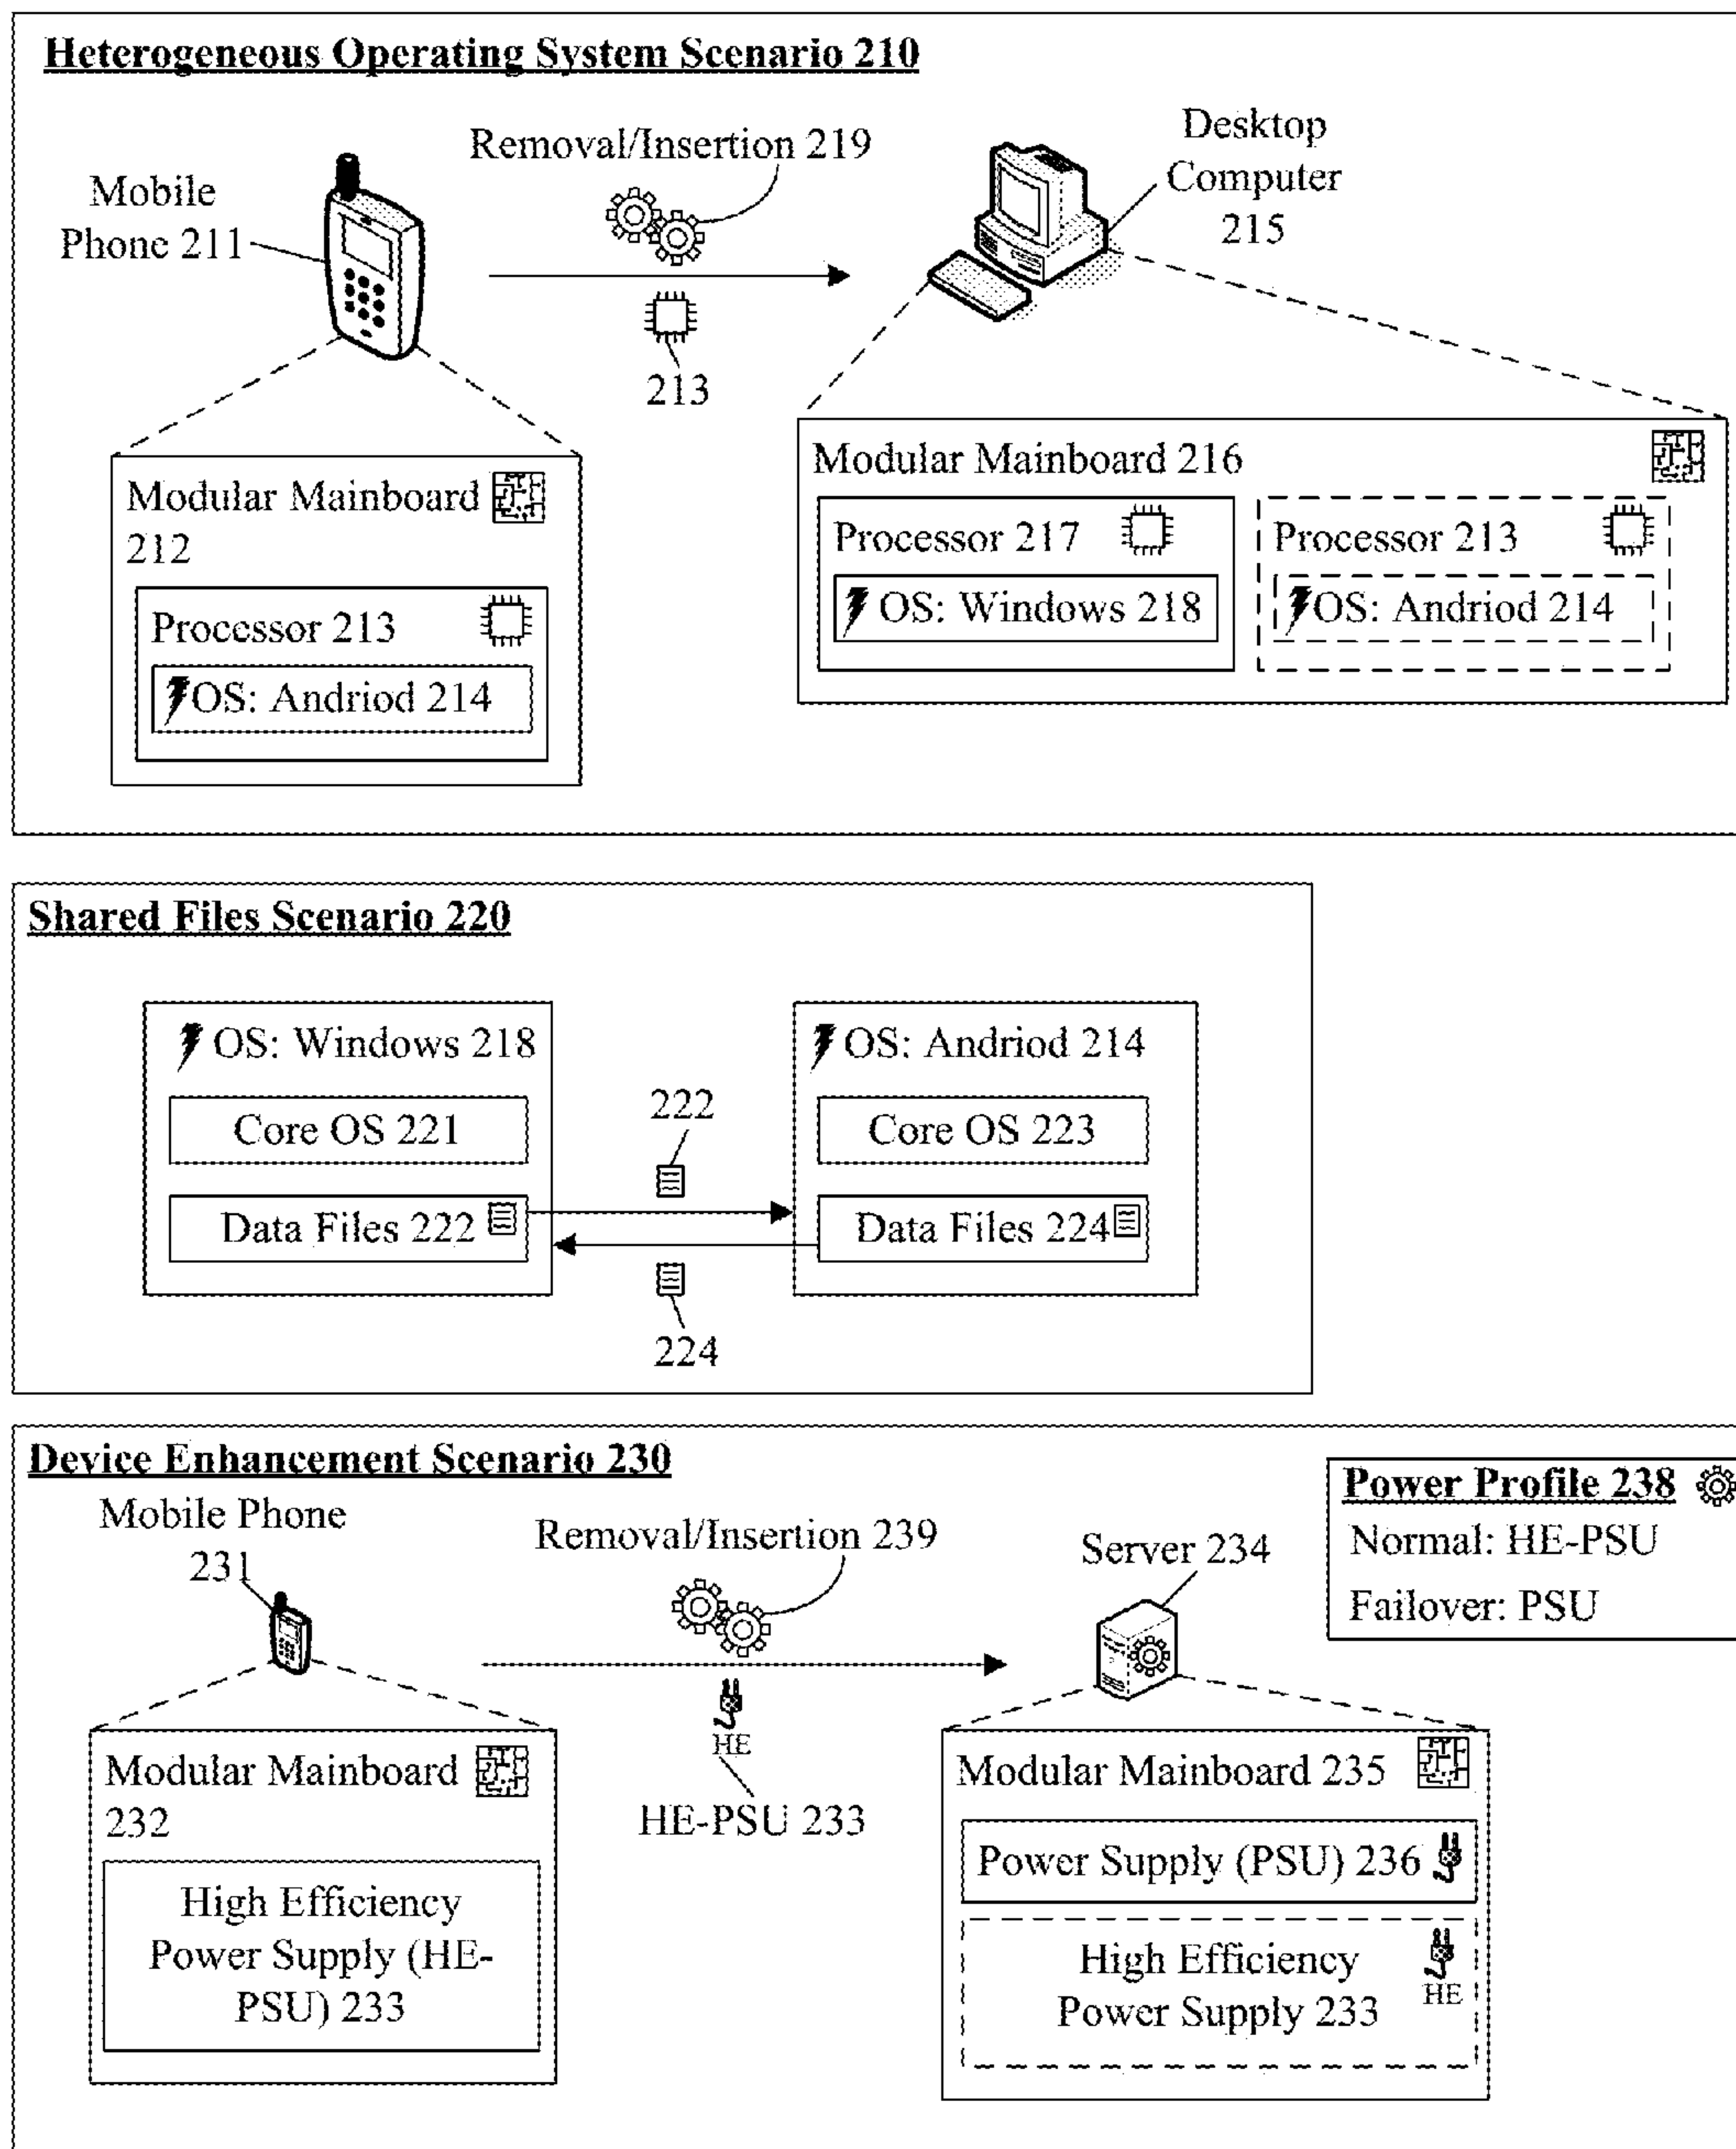 Heterogeneous Operating System Scenario 210
Mobile
Phone 211
Removal/Insertion 219
213
Desktop
Computer
215
Modular Mainboard
212
Processor 213
OS: Andriod 214
Modular Mainboard 216
Processor 217
OS: Windows 218
Processor 213
OS: Andriod 214
Shared Files Scenario 220
OS: Windows 218
Core OS 221
Data Files 222
222
224
OS: Andriod 214
Core OS 223
Data Files 224
Device Enhancement Scenario 230
Mobile Phone
231
Removal/Insertion 239
HE
HE-PSU 233
Server 234
Power Profile 238
Normal: HE-PSU
Failover: PSU
Modular Mainboard
232
High Efficiency
Power Supply (HE-
PSU) 233
Modular Mainboard 235
Power Supply (PSU) 236
High Efficiency
Power Supply 233
HE